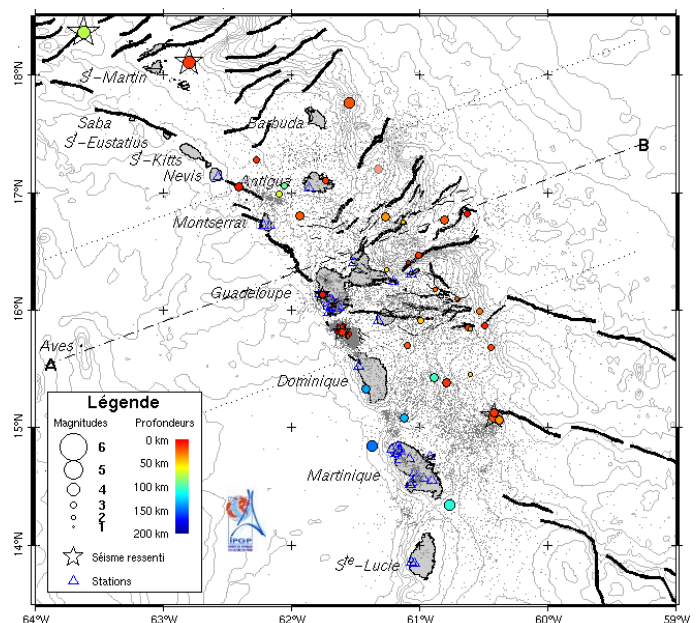 18°N
Sᵗ-Martin
Barbuda
Saba
Sᵗ-Eustatius
Sᵗ-Kitts
B
Nevis
Antigua
17°N
Montserrat
Guadeloupe
16°N
Aves
A
Dominique
15°N
Martinique
14°N
Sᵗᵉ-Lucie
Légende
Magnitudes
Profondeurs
6
5
4
3
2
1
0 km
50 km
100 km
150 km
200 km
Séisme ressenti
Stations
IPGP
64°W
63°W
62°W
61°W
60°W
59°W